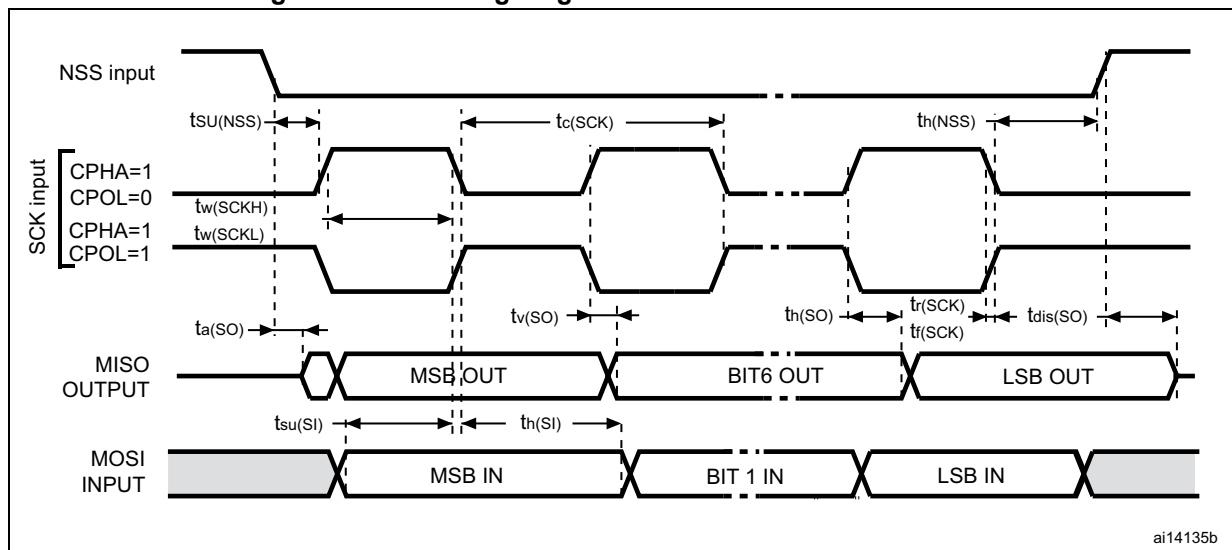 NSS input
tSU(NSS)
tc(SCK)
th(NSS)
SCK input
CPHA=1
CPOL=0
tw(SCKH)
CPHA=1
tw(SCKL)
CPOL=1
ta(SO)
tv(SO)
th(SO)
tr(SCK)
tf(SCK)
tdis(SO)
MISO
OUTPUT
MSB OUT
BIT6 OUT
LSB OUT
tsu(SI)
th(SI)
MOSI
INPUT
MSB IN
BIT 1 IN
LSB IN
ai14135b